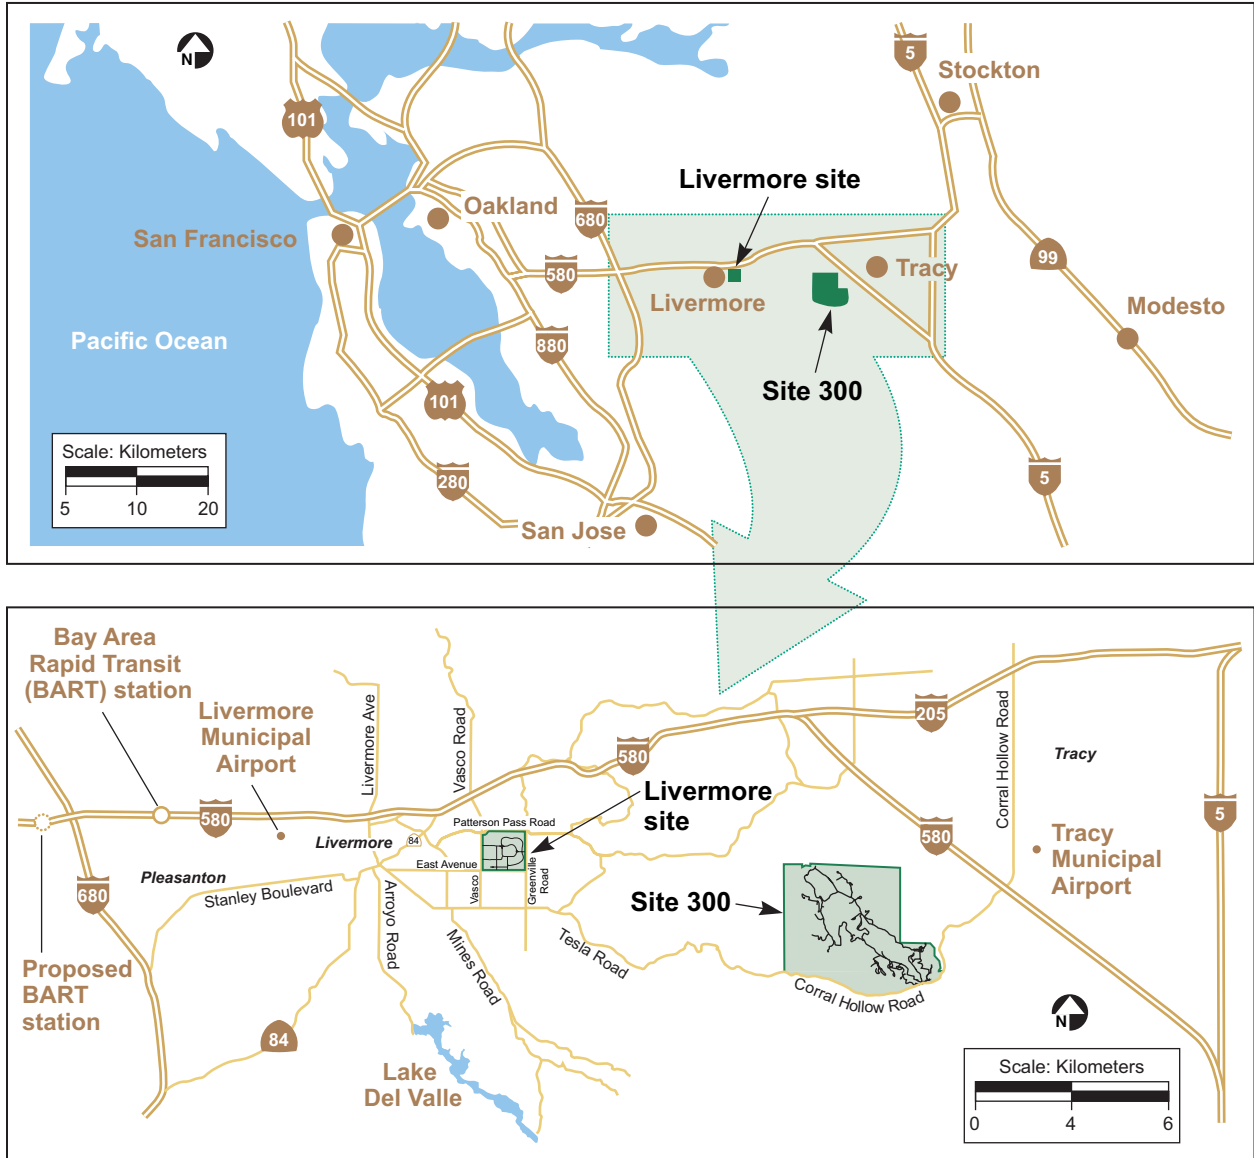 N
5
Stockton
101
Livermore site
Oakland
680
San Francisco
580
Livermore
Tracy
99
Modesto
Pacific Ocean
880
Site 300
101
Scale: Kilometers
5 10 20
280
5
San Jose
Bay Area
Rapid Transit
(BART) station
Livermore
Municipal
Airport
Livermore Ave
Vasco Road
205
Corral Hollow Road
Tracy
580
Livermore
site
580
Patterson Pass Road
5
Livermore
84
580
Tracy
Municipal
Airport
East Avenue
Vasco
Greenville
Road
Pleasanton
Stanley Boulevard
680
Arroyo Road
Site 300
Mines Road
Tesla Road
Proposed
BART
station
Corral Hollow Road
N
84
Lake
Del Valle
Scale: Kilometers
0 4 6